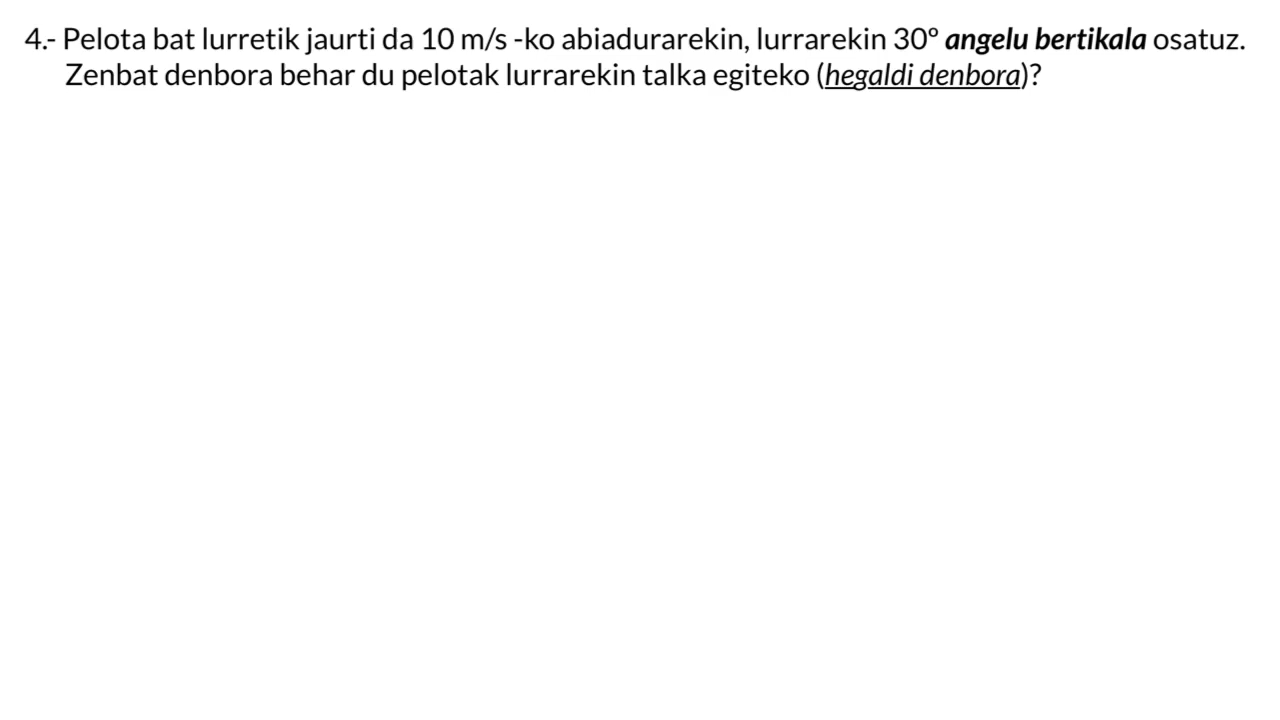 4.- Pelota bat lurretik jaurti da 10 m/s -ko abiadurarekin, lurrarekin 30º angelu bertikala osatuz.
Zenbat denbora behar du pelotak lurrarekin talka egiteko (hegaldi denbora)?